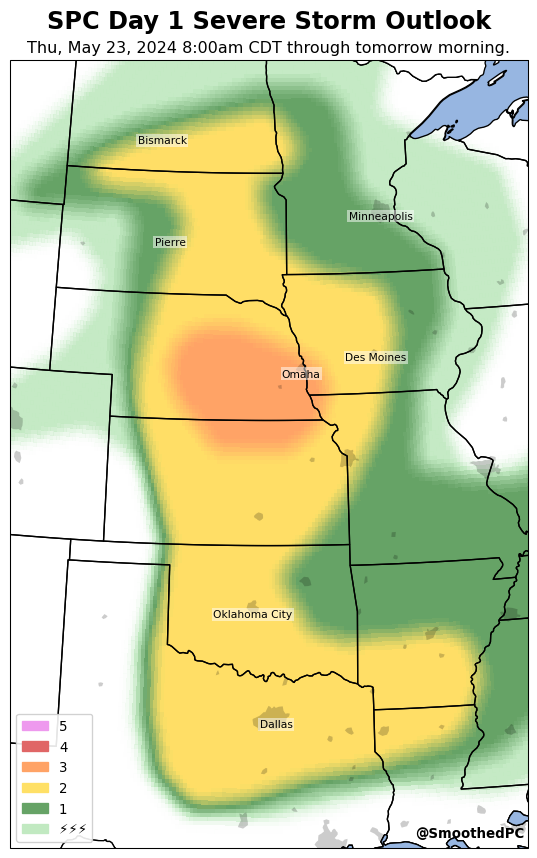 SPC Day 1 Severe Storm Outlook
Thu, May 23, 2024 8:00am CDT through tomorrow morning.
Bismarck
Minneapolis
Pierre
Des Moines
Omaha
Oklahoma City
Dallas
5
4
3
2
1
⚡⚡⚡
@SmoothedPC